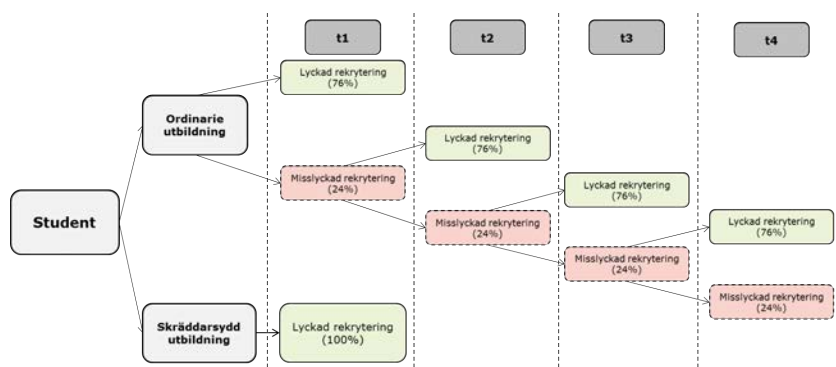 t1
t2
t3
t4
Lyckad rekrytering
(76%)
Ordinarie
utbildning
Lyckad rekrytering
(76%)
Misslyckad rekrytering
(24%)
Lyckad rekrytering
(76%)
Student
Misslyckad rekrytering
(24%)
Lyckad rekrytering
(76%)
Misslyckad rekrytering
(24%)
Misslyckad rekrytering
(24%)
Skräddarsydd
utbildning
Lyckad rekrytering
(100%)